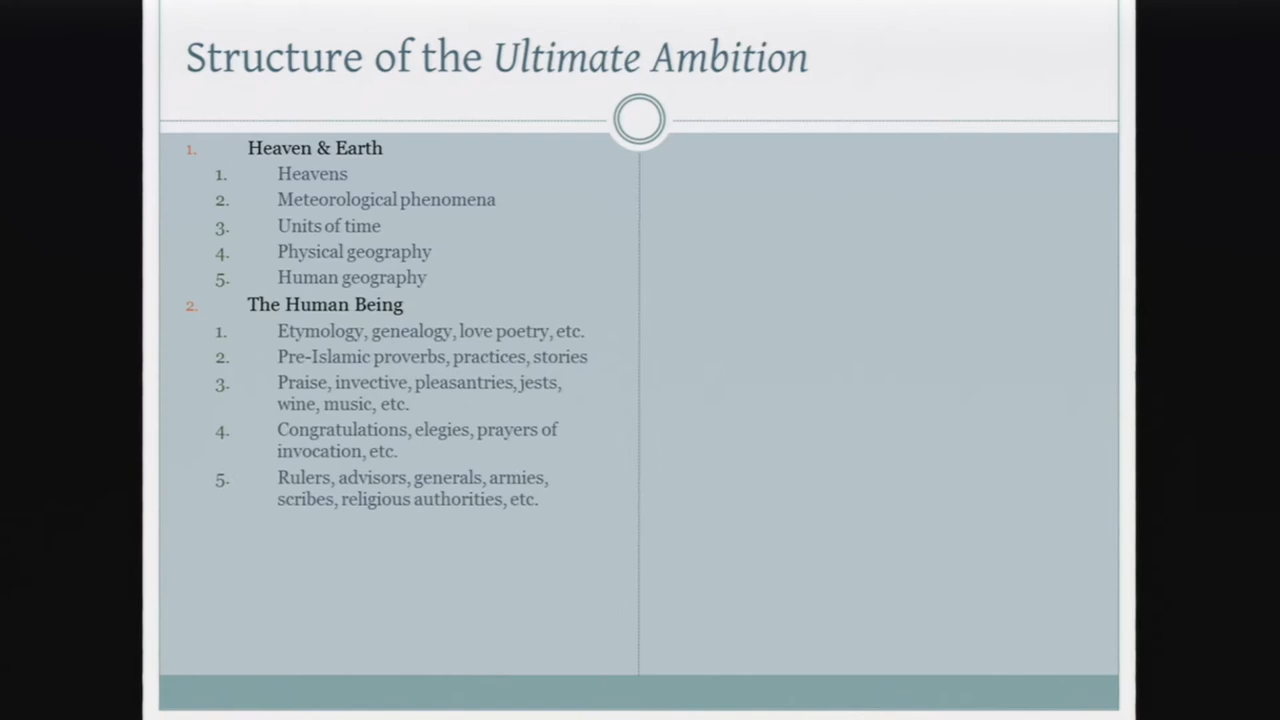 Structure of the Ultimate Ambition
1. Heaven & Earth
1. Heavens
2. Meteorological phenomena
3. Units of time
4. Physical geography
5. Human geography
2. The Human Being
1. Etymology, genealogy, love poetry, etc.
2. Pre-Islamic proverbs, practices, stories
3. Praise, invective, pleasantries, jests,
wine, music, etc.
4. Congratulations, elegies, prayers of
invocation, etc.
5. Rulers, advisors, generals, armies,
scribes, religious authorities, etc.